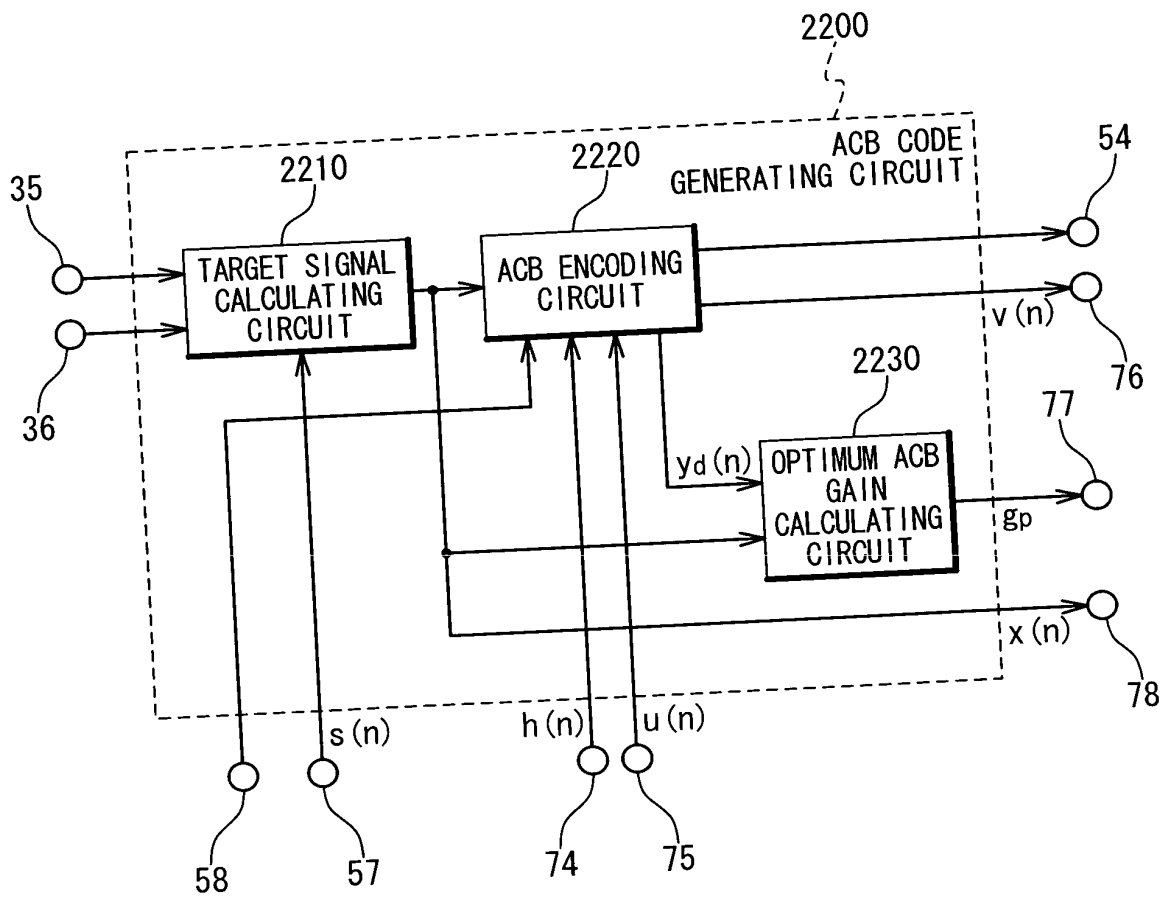 2200
ACB CODE
GENERATING CIRCUIT
54
2220
2210
35
TARGET SIGNAL
CALCULATING
CIRCUIT
ACB ENCODING
CIRCUIT
v(n)
76
36
2230
77
yd(n)
OPTIMUM ACB
GAIN
CALCULATING
CIRCUIT
gp
x(n)
78
s(n)
h(n)
u(n)
58
57
74
75